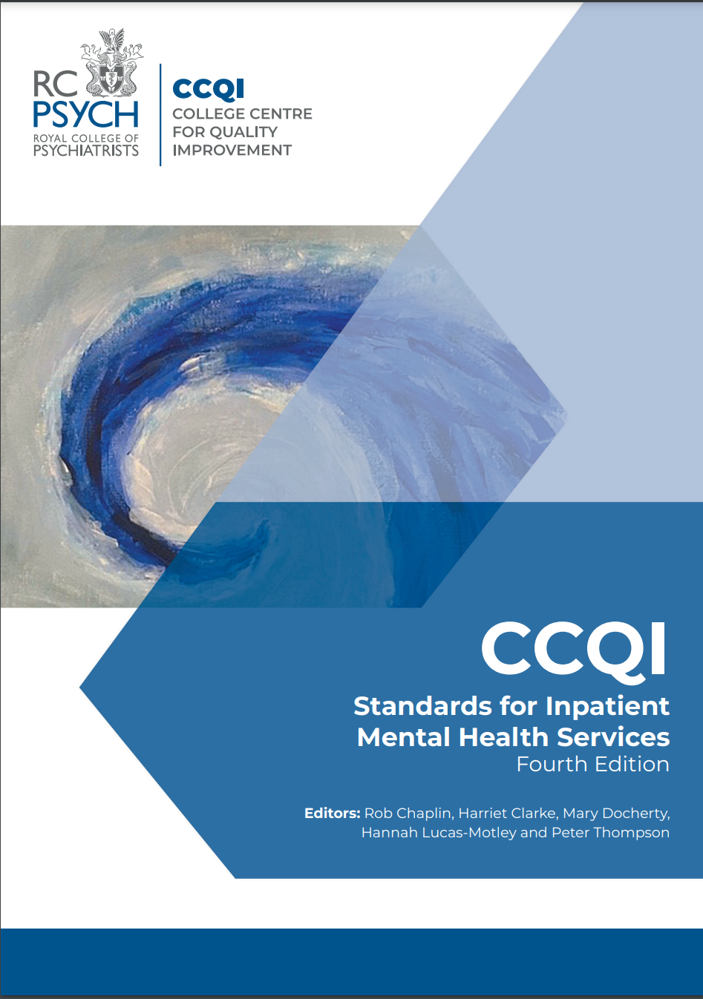 RC
PSYCH
ROYAL COLLEGE OF
PSYCHIATRISTS
CCQI
COLLEGE CENTRE
FOR QUALITY
IMPROVEMENT
CCQI
Standards for Inpatient
Mental Health Services
Fourth Edition
Editors: Rob Chaplin, Harriet Clarke, Mary Docherty,
Hannah Lucas-Motley and Peter Thompson